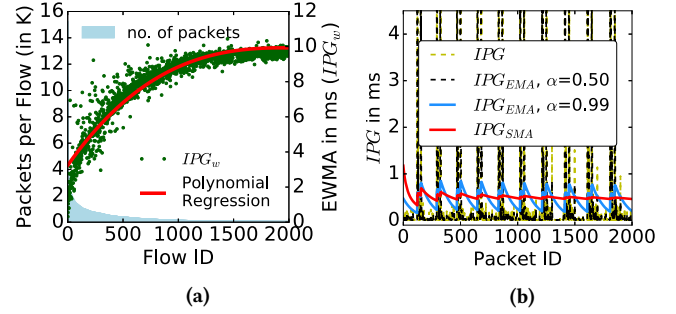 no. of packets
IPG_w
Polynomial
Regression
Packets per Flow (in K)
16
14
12
10
8
6
4
2
0
0 500 1000 1500 2000
Flow ID
12
10
8
6
4
2
0
EWMA in ms (IPG_w)
(a)
IPG
IPG_EMA, α=0.50
IPG_EMA, α=0.99
IPG_SMA
IPG in ms
4
3
2
1
0
0 500 1000 1500 2000
Packet ID
(b)